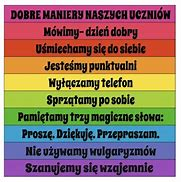 DOBRE MANIERY NASZYCH UCZNIÓW
Mówimy- dzień dobry
Uśmiechamy się do siebie
Jesteśmy punktualni
Wyłączamy telefon
Sprzątamy po sobie
Pamiętamy trzy magiczne słowa:
Proszę. Dziękuję. Przepraszam.
Nie używamy wulgaryzmów
Szanujemy się wzajemnie